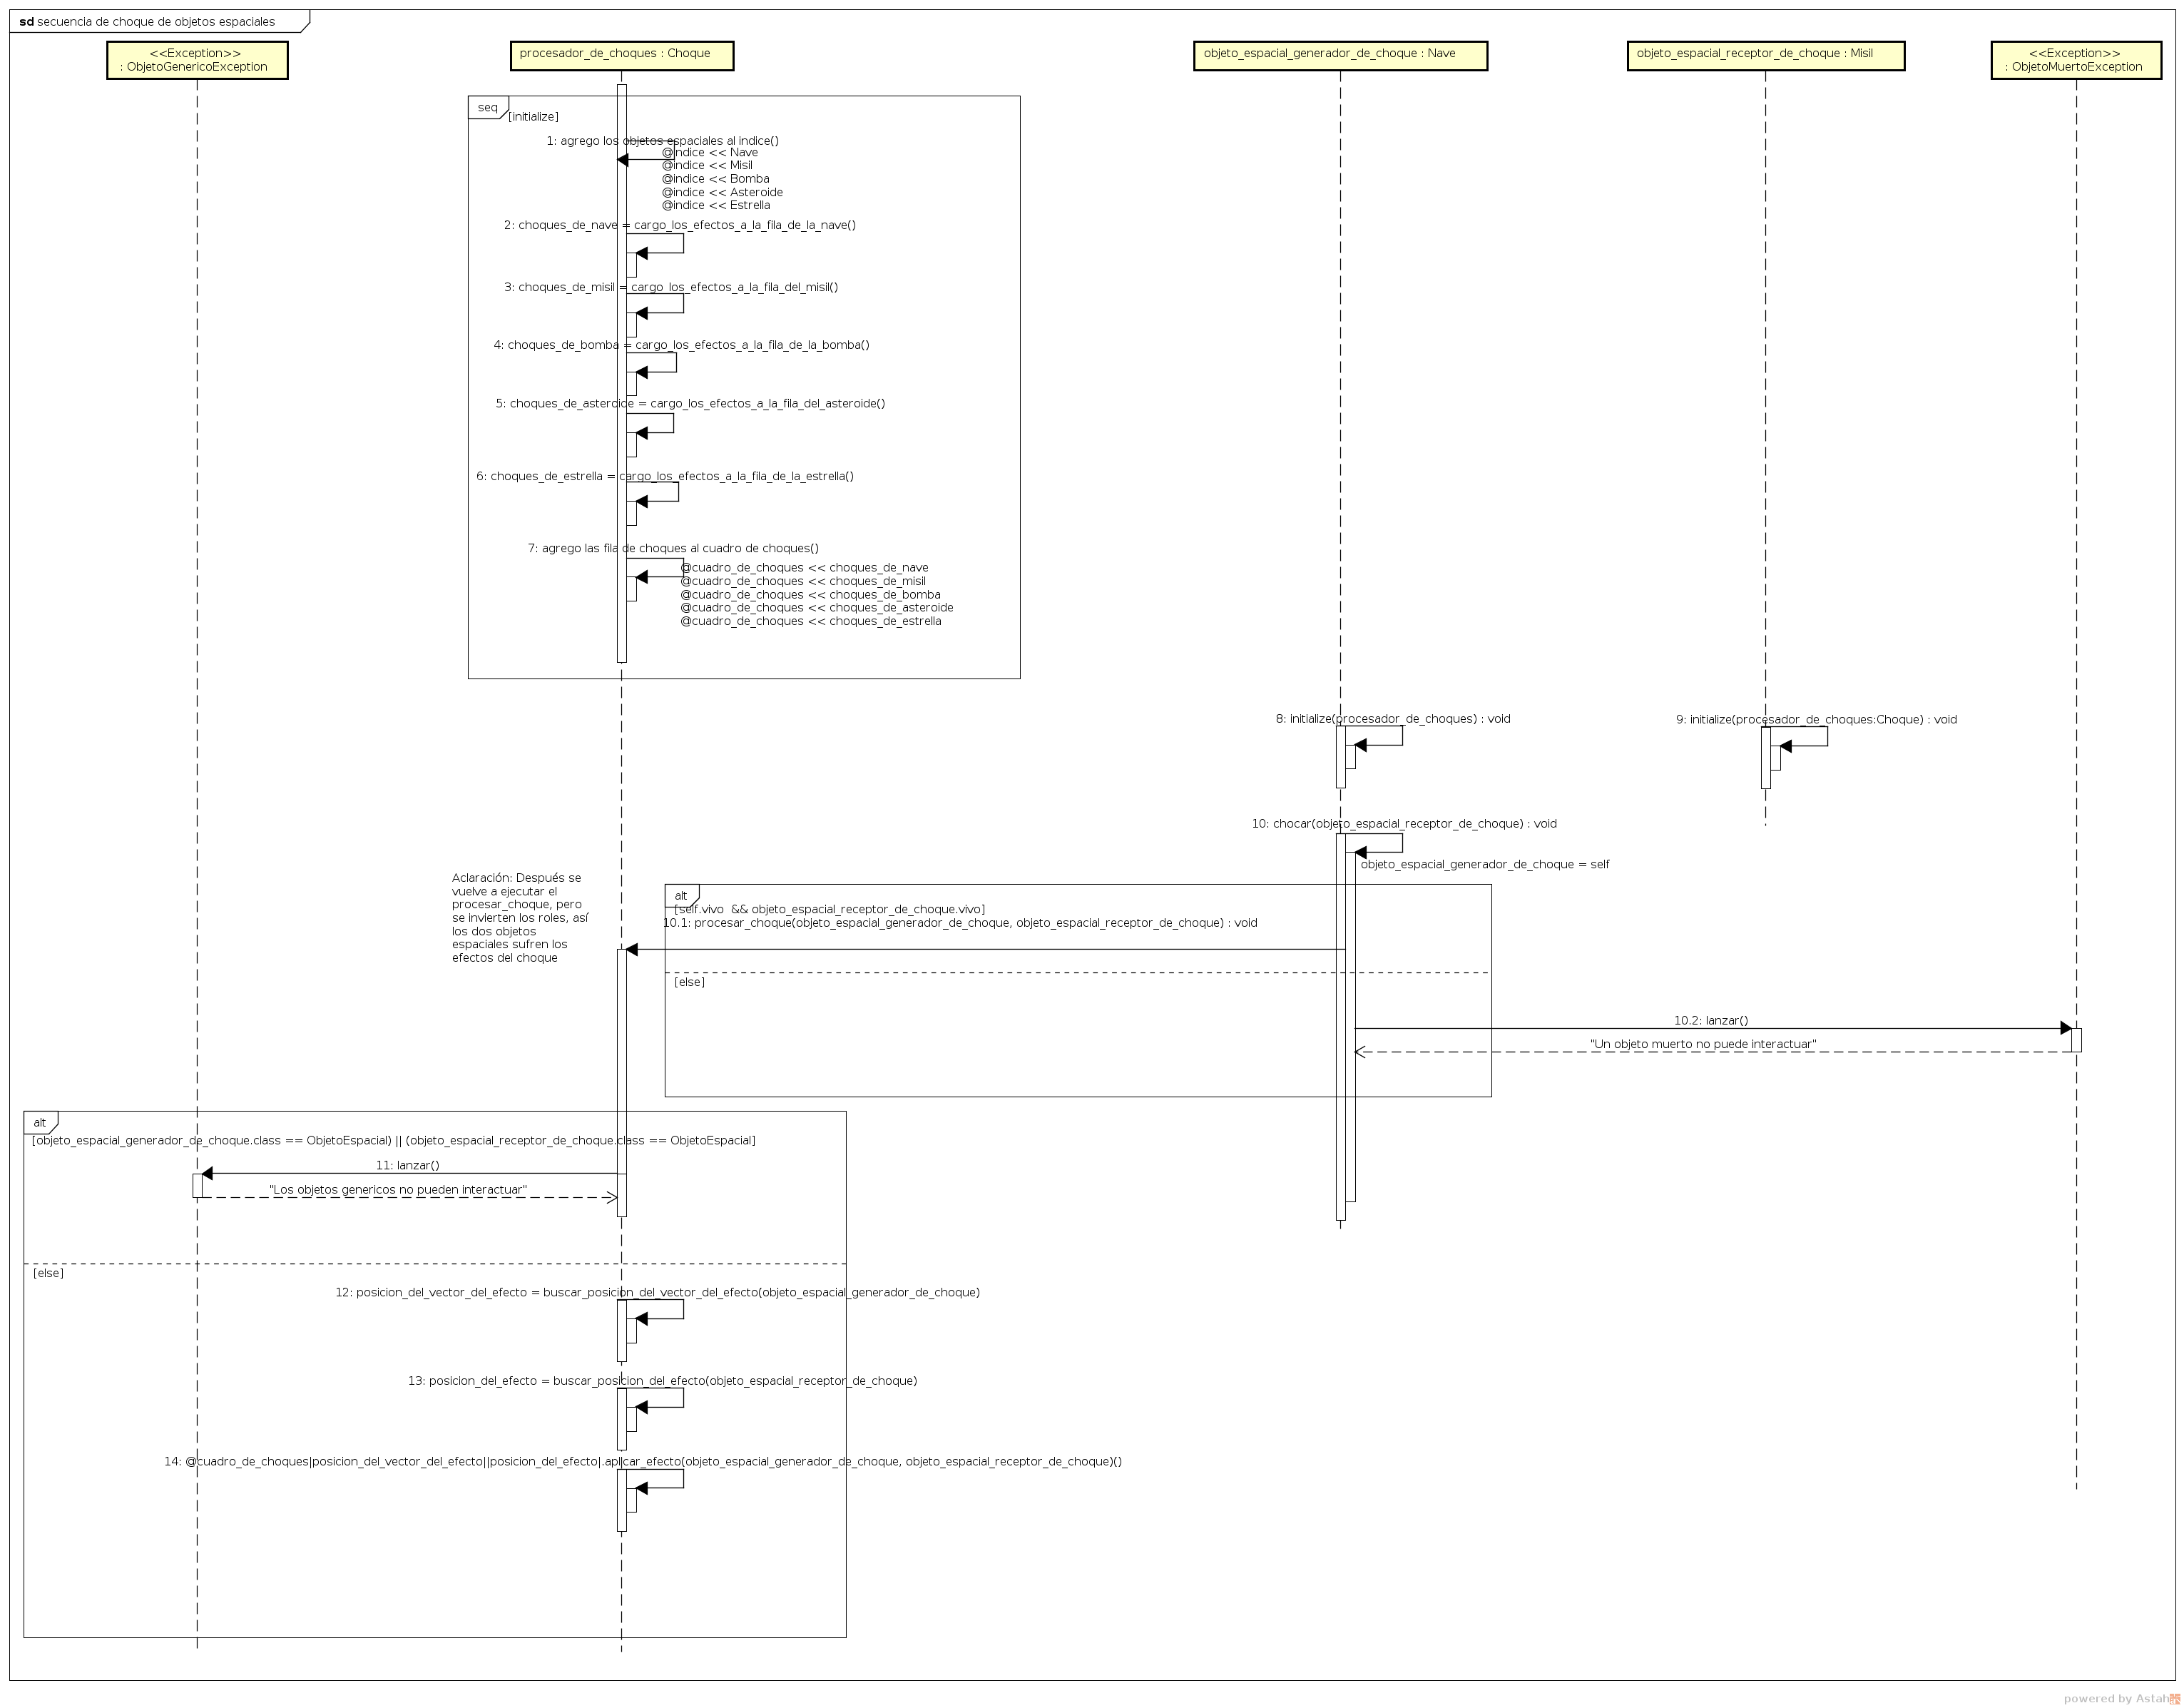 sd secuencia de choque de objetos espaciales
<<Exception>>
: ObjetoGenericoException
procesador_de_choques : Choque
objeto_espacial_generador_de_choque : Nave
objeto_espacial_receptor_de_choque : Misil
<<Exception>>
: ObjetoMuertoException
seq
[initialize]
1: agrego los objetos espaciales al indice()
@indice << Nave
@indice << Misil
@indice << Bomba
@indice << Asteroide
@indice << Estrella
2: choques_de_nave = cargo_los_efectos_a_la_fila_de_la_nave()
3: choques_de_misil = cargo_los_efectos_a_la_fila_del_misil()
4: choques_de_bomba = cargo_los_efectos_a_la_fila_de_la_bomba()
5: choques_de_asteroide = cargo_los_efectos_a_la_fila_del_asteroide()
6: choques_de_estrella = cargo_los_efectos_a_la_fila_de_la_estrella()
7: agrego las fila de choques al cuadro de choques()
@cuadro_de_choques << choques_de_nave
@cuadro_de_choques << choques_de_misil
@cuadro_de_choques << choques_de_bomba
@cuadro_de_choques << choques_de_asteroide
@cuadro_de_choques << choques_de_estrella
8: initialize(procesador_de_choques) : void
9: initialize(procesador_de_choques:Choque) : void
10: chocar(objeto_espacial_receptor_de_choque) : void
objeto_espacial_generador_de_choque = self
Aclaración: Después se
vuelve a ejecutar el
procesar_choque, pero
se invierten los roles, así
los dos objetos
espaciales sufren los
efectos del choque
alt
[self.vivo && objeto_espacial_receptor_de_choque.vivo]
10.1: procesar_choque(objeto_espacial_generador_de_choque, objeto_espacial_receptor_de_choque) : void
[else]
10.2: lanzar()
"Un objeto muerto no puede interactuar"
alt
[objeto_espacial_generador_de_choque.class == ObjetoEspacial) || (objeto_espacial_receptor_de_choque.class == ObjetoEspacial]
11: lanzar()
"Los objetos genericos no pueden interactuar"
[else]
12: posicion_del_vector_del_efecto = buscar_posicion_del_vector_del_efecto(objeto_espacial_generador_de_choque)
13: posicion_del_efecto = buscar_posicion_del_efecto(objeto_espacial_receptor_de_choque)
14: @cuadro_de_choques|posicion_del_vector_del_efecto||posicion_del_efecto|.aplicar_efecto(objeto_espacial_generador_de_choque, objeto_espacial_receptor_de_choque)()
powered by Astah